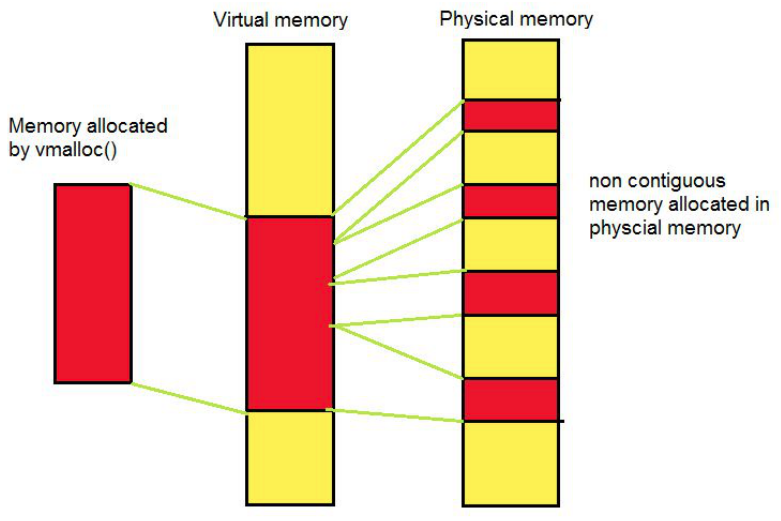 Virtual memory
Physical memory
Memory allocated
by vmalloc()
non contiguous
memory allocated in
physcial memory